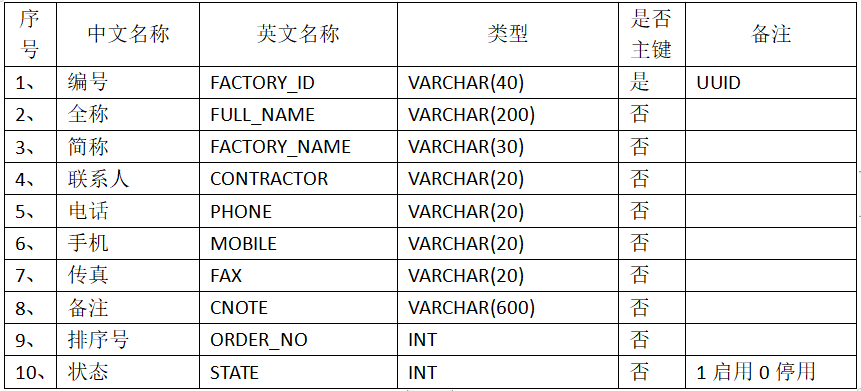 序号 中文名称 英文名称 类型 是否主键 备注
1、 编号 FACTORY_ID VARCHAR(40) 是 UUID
2、 全称 FULL_NAME VARCHAR(200) 否
3、 简称 FACTORY_NAME VARCHAR(30) 否
4、 联系人 CONTRACTOR VARCHAR(20) 否
5、 电话 PHONE VARCHAR(20) 否
6、 手机 MOBILE VARCHAR(20) 否
7、 传真 FAX VARCHAR(20) 否
8、 备注 CNOTE VARCHAR(600) 否
9、 排序号 ORDER_NO INT 否
10、 状态 STATE INT 否 1 启用 0 停用